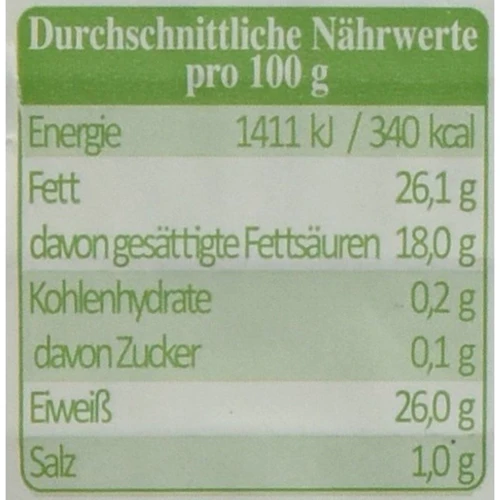 Durchschnittliche Nährwerte
pro 100 g
Energie 1411 kJ / 340 kcal
Fett 26,1 g
davon gesättigte Fettsäuren 18,0 g
Kohlenhydrate 0,2 g
davon Zucker 0,1 g
Eiweiß 26,0 g
Salz 1,0 g